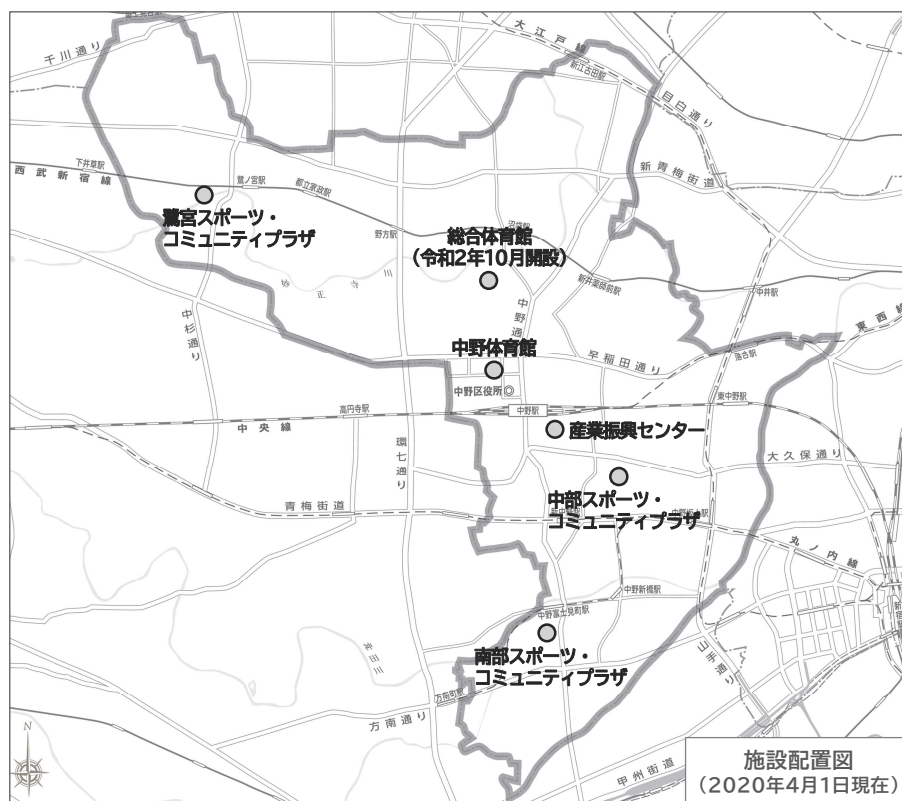 大江戸線
千川通り
新江古田駅
目白通り
新青梅街道
下井草駅
西武新宿線
鷺ノ宮駅
都立家政駅
鷺宮スポーツ・
コミュニティプラザ
野方駅
沼袋駅
総合体育館
（令和2年10月開設）
妙正寺川
新井薬師前駅
中井駅
中野通
東西線
中杉通り
中野体育館
早稲田通り
落合駅
中野区役所
高円寺駅
中野駅
東中野駅
中央線
産業振興センター
環七通り
大久保通り
青梅街道
中部スポーツ・
コミュニティプラザ
丸ノ内線
中野新橋駅
中野富士見町駅
南部スポーツ・
コミュニティプラザ
山手通り
方南町駅
方南通り
甲州街道
N
施設配置図
（2020年4月1日現在）